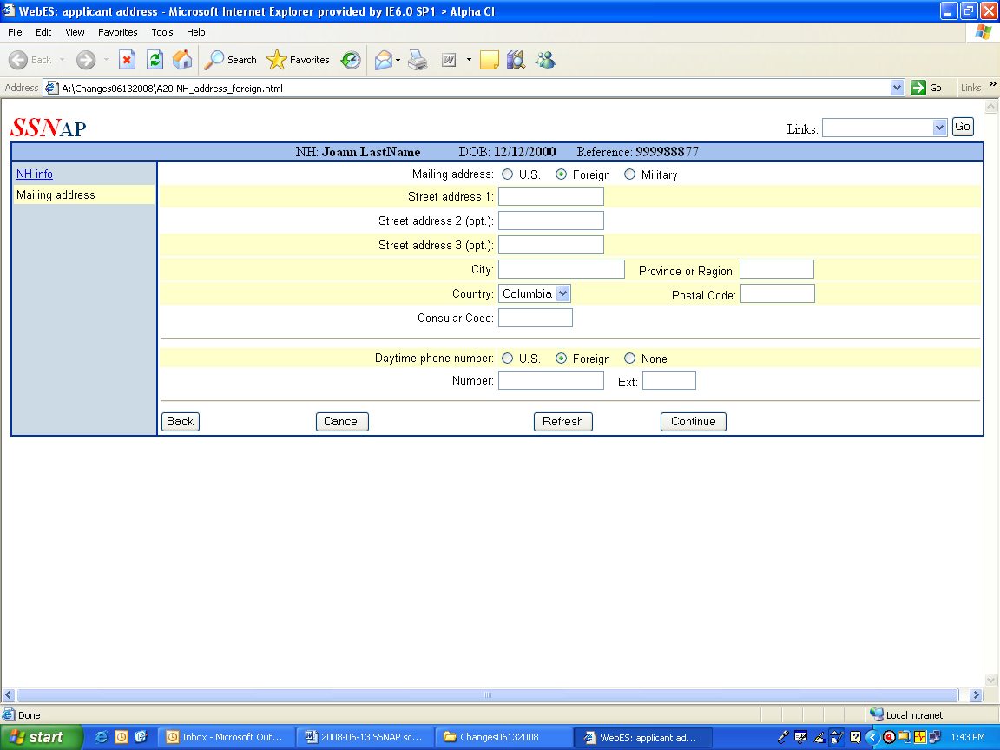 WebES: applicant address - Microsoft Internet Explorer provided by IE6.0 SP1 > Alpha CI
File Edit View Favorites Tools Help
Back Search Favorites
Address A:\Changes06132008\A20-NH_address_foreign.html Go Links »
SSNAP Links: Go
NH: Joann LastName DOB: 12/12/2000 Reference: 999988877
NH info
Mailing address
Mailing address: U.S. Foreign Military
Street address 1:
Street address 2 (opt.):
Street address 3 (opt.):
City: Province or Region:
Country: Columbia Postal Code:
Consular Code:
Daytime phone number: U.S. Foreign None
Number: Ext:
Back Cancel Refresh Continue
Done Local intranet
start Inbox - Microsoft Out... 2008-06-13 SSNAP sc... Changes06132008 WebES: applicant ad... 1:43 PM